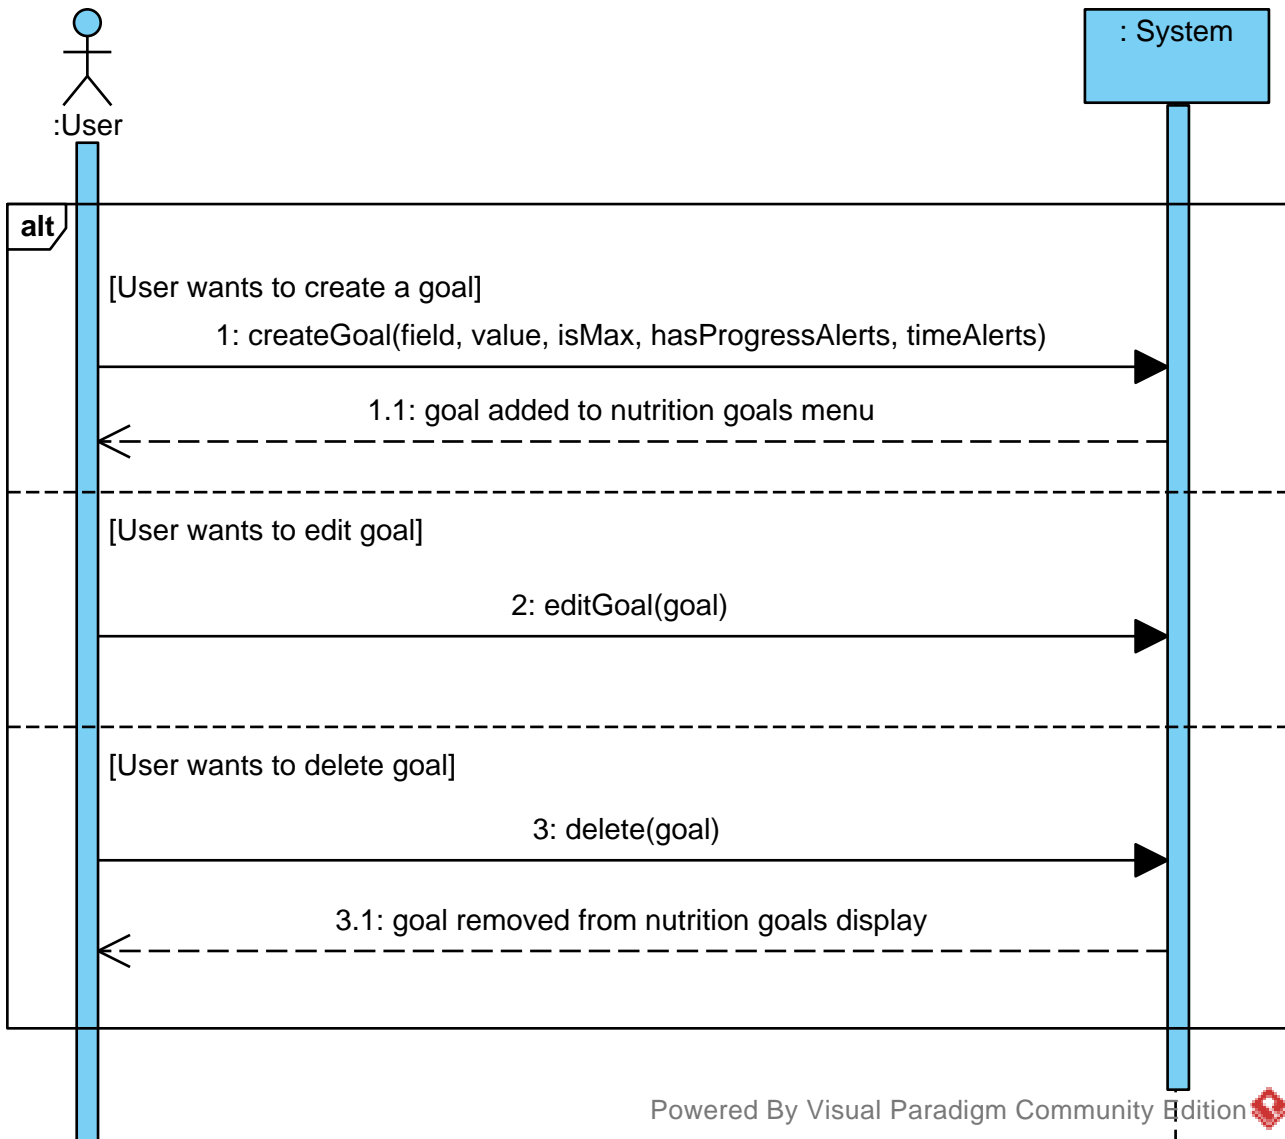 : System
:User
alt
[User wants to create a goal]
1: createGoal(field, value, isMax, hasProgressAlerts, timeAlerts)
1.1: goal added to nutrition goals menu
[User wants to edit goal]
2: editGoal(goal)
[User wants to delete goal]
3: delete(goal)
3.1: goal removed from nutrition goals display
Powered By Visual Paradigm Community Edition